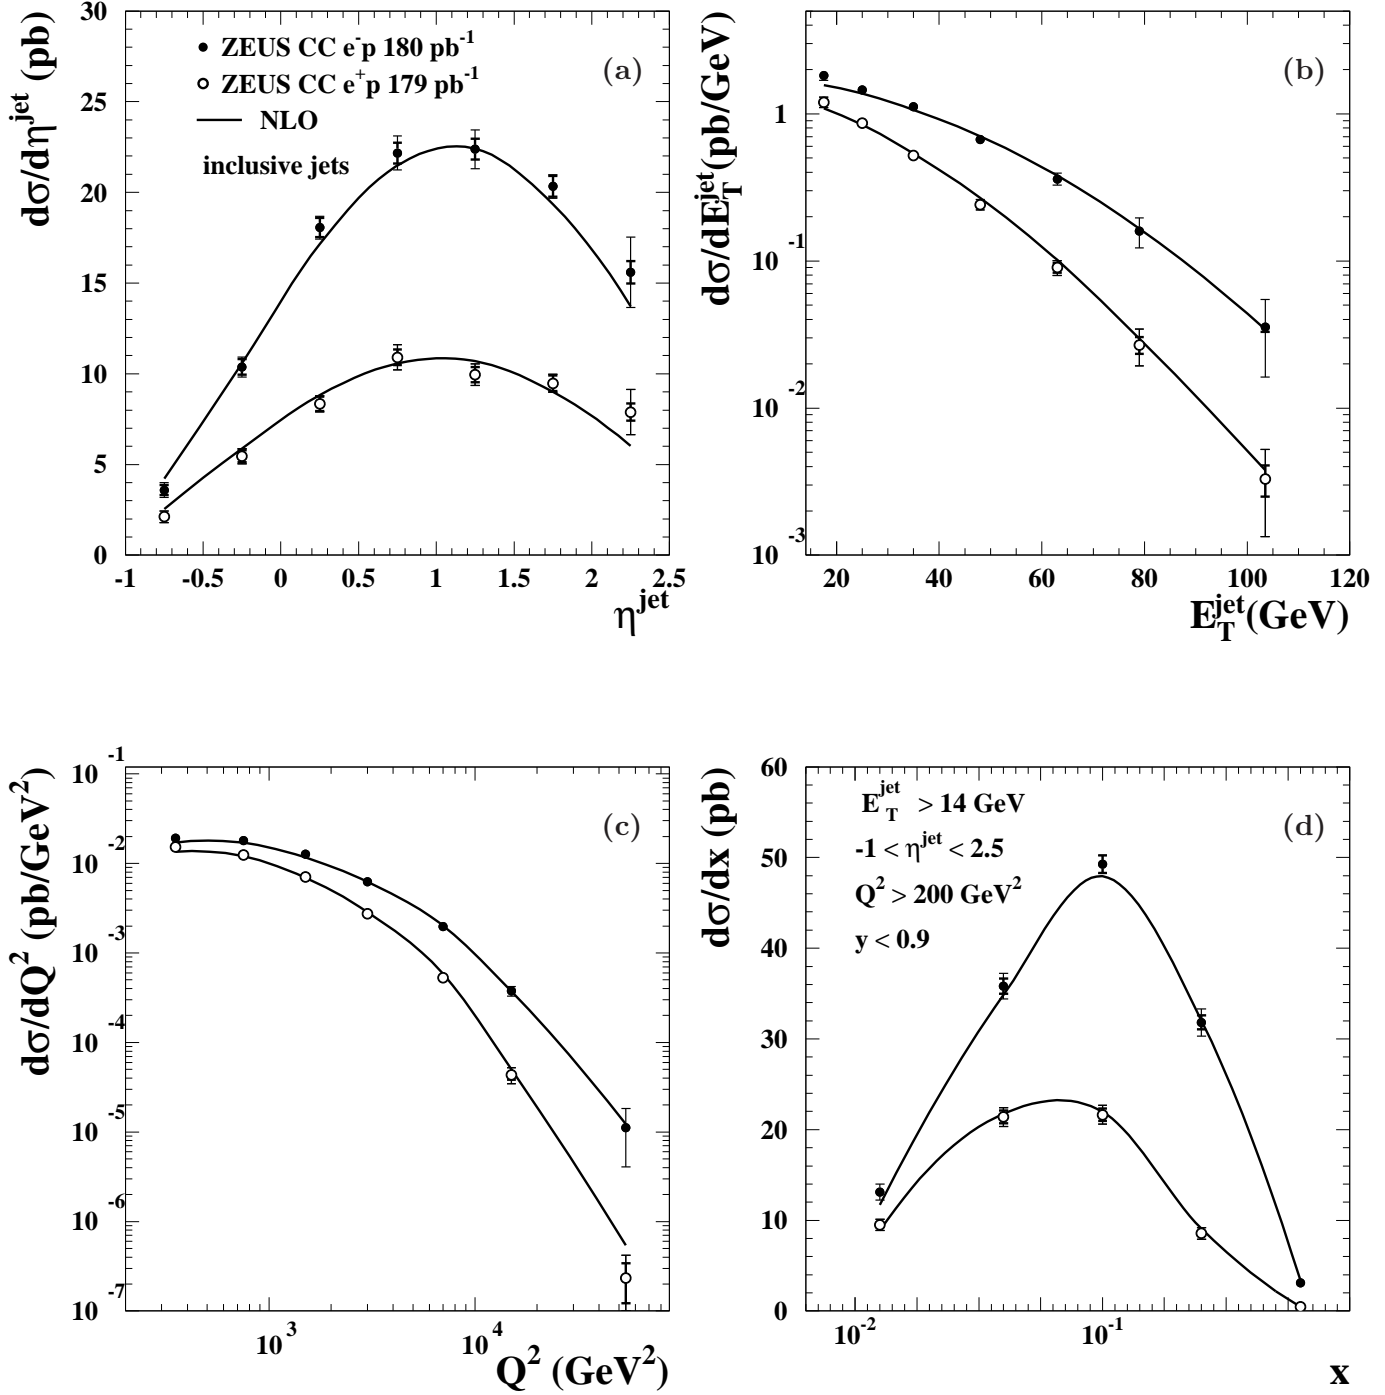 dσ/dη^jet (pb)
30
25
20
15
10
5
0
ZEUS CC e⁻p 180 pb⁻¹
ZEUS CC e⁺p 179 pb⁻¹
NLO
inclusive jets
(a)
-1 -0.5 0 0.5 1 1.5 2 2.5
η^jet
dσ/dE_T^jet (pb/GeV)
1
10⁻¹
10⁻²
10⁻³
(b)
20 40 60 80 100 120
E_T^jet (GeV)
dσ/dQ² (pb/GeV²)
10⁻¹
10⁻²
10⁻³
10⁻⁴
10⁻⁵
10⁻⁶
10⁻⁷
(c)
10³ 10⁴
Q² (GeV²)
dσ/dx (pb)
60
50
40
30
20
10
0
E_T^jet > 14 GeV
-1 < η^jet < 2.5
Q² > 200 GeV²
y < 0.9
(d)
10⁻² 10⁻¹
x